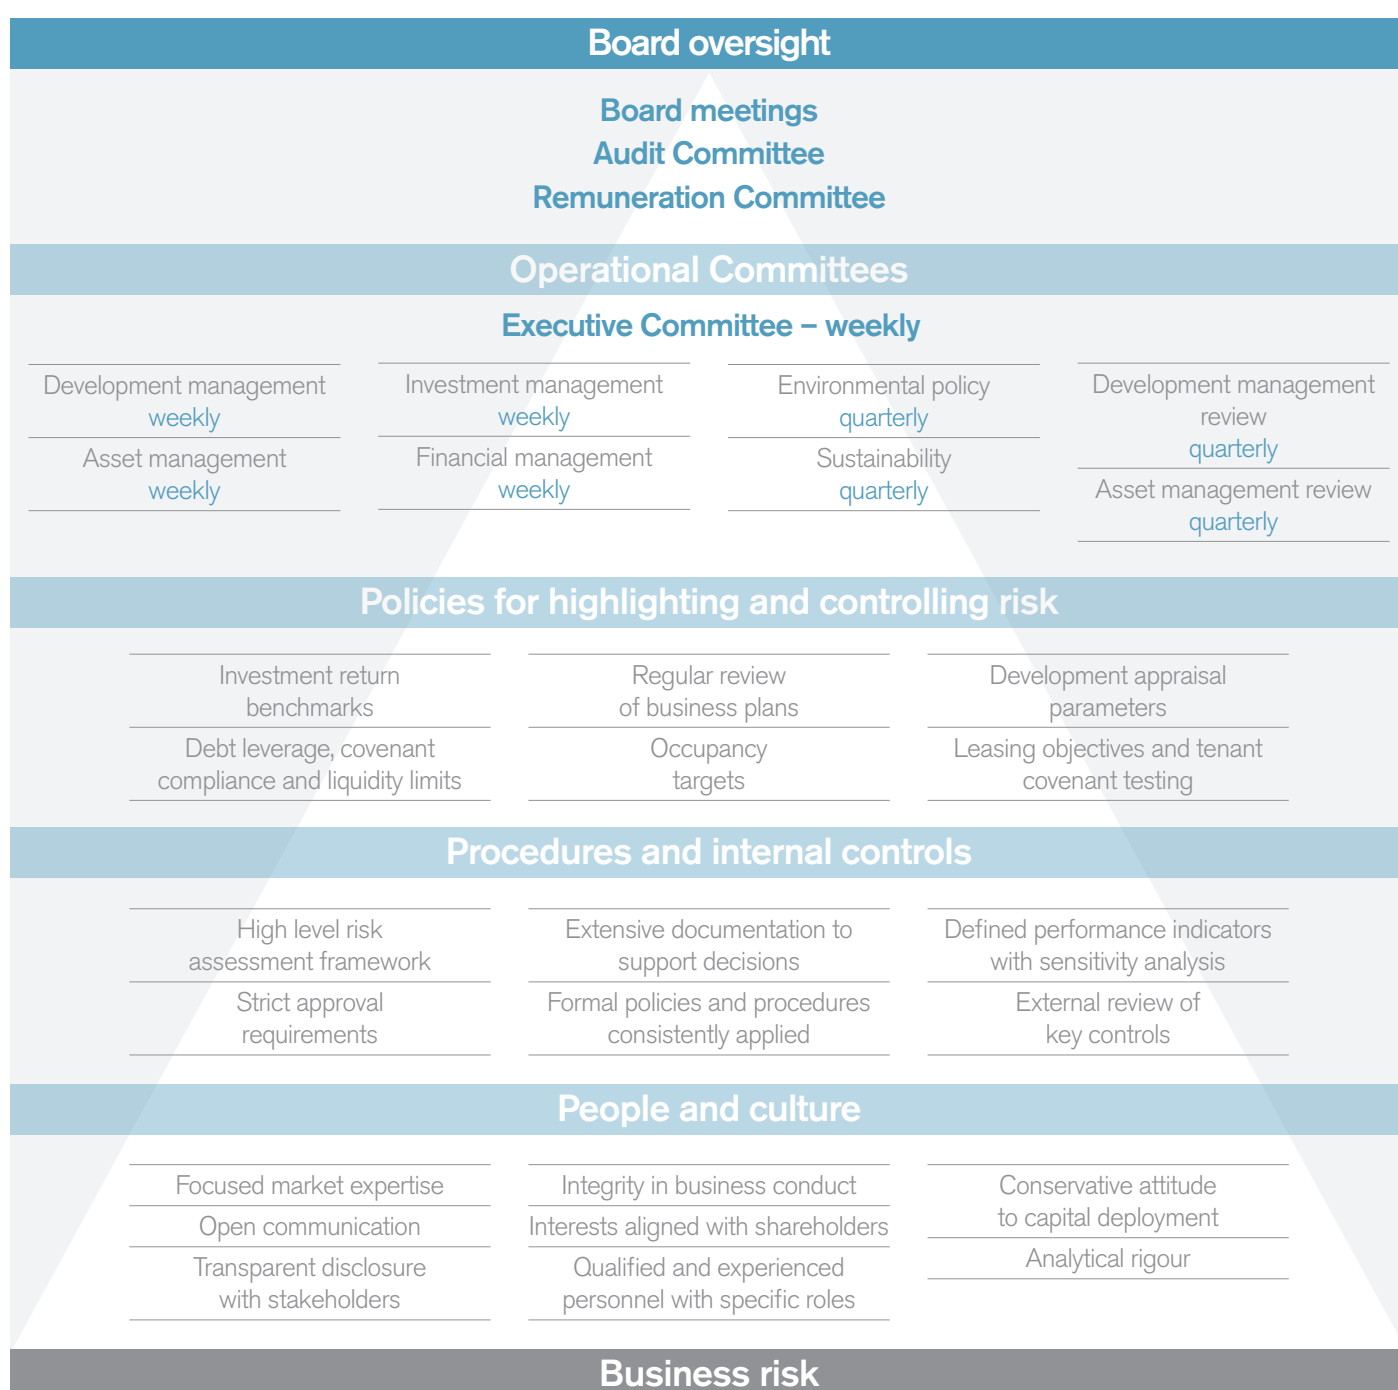 Board oversight
Board meetings
Audit Committee
Remuneration Committee
Operational Committees
Executive Committee – weekly
Development management
weekly
Asset management
weekly
Investment management
weekly
Financial management
weekly
Environmental policy
quarterly
Sustainability
quarterly
Development management
review
quarterly
Asset management review
quarterly
Policies for highlighting and controlling risk
Investment return
benchmarks
Debt leverage, covenant
compliance and liquidity limits
Regular review
of business plans
Occupancy
targets
Development appraisal
parameters
Leasing objectives and tenant
covenant testing
Procedures and internal controls
High level risk
assessment framework
Strict approval
requirements
Extensive documentation to
support decisions
Formal policies and procedures
consistently applied
Defined performance indicators
with sensitivity analysis
External review of
key controls
People and culture
Focused market expertise
Open communication
Transparent disclosure
with stakeholders
Integrity in business conduct
Interests aligned with shareholders
Qualified and experienced
personnel with specific roles
Conservative attitude
to capital deployment
Analytical rigour
Business risk